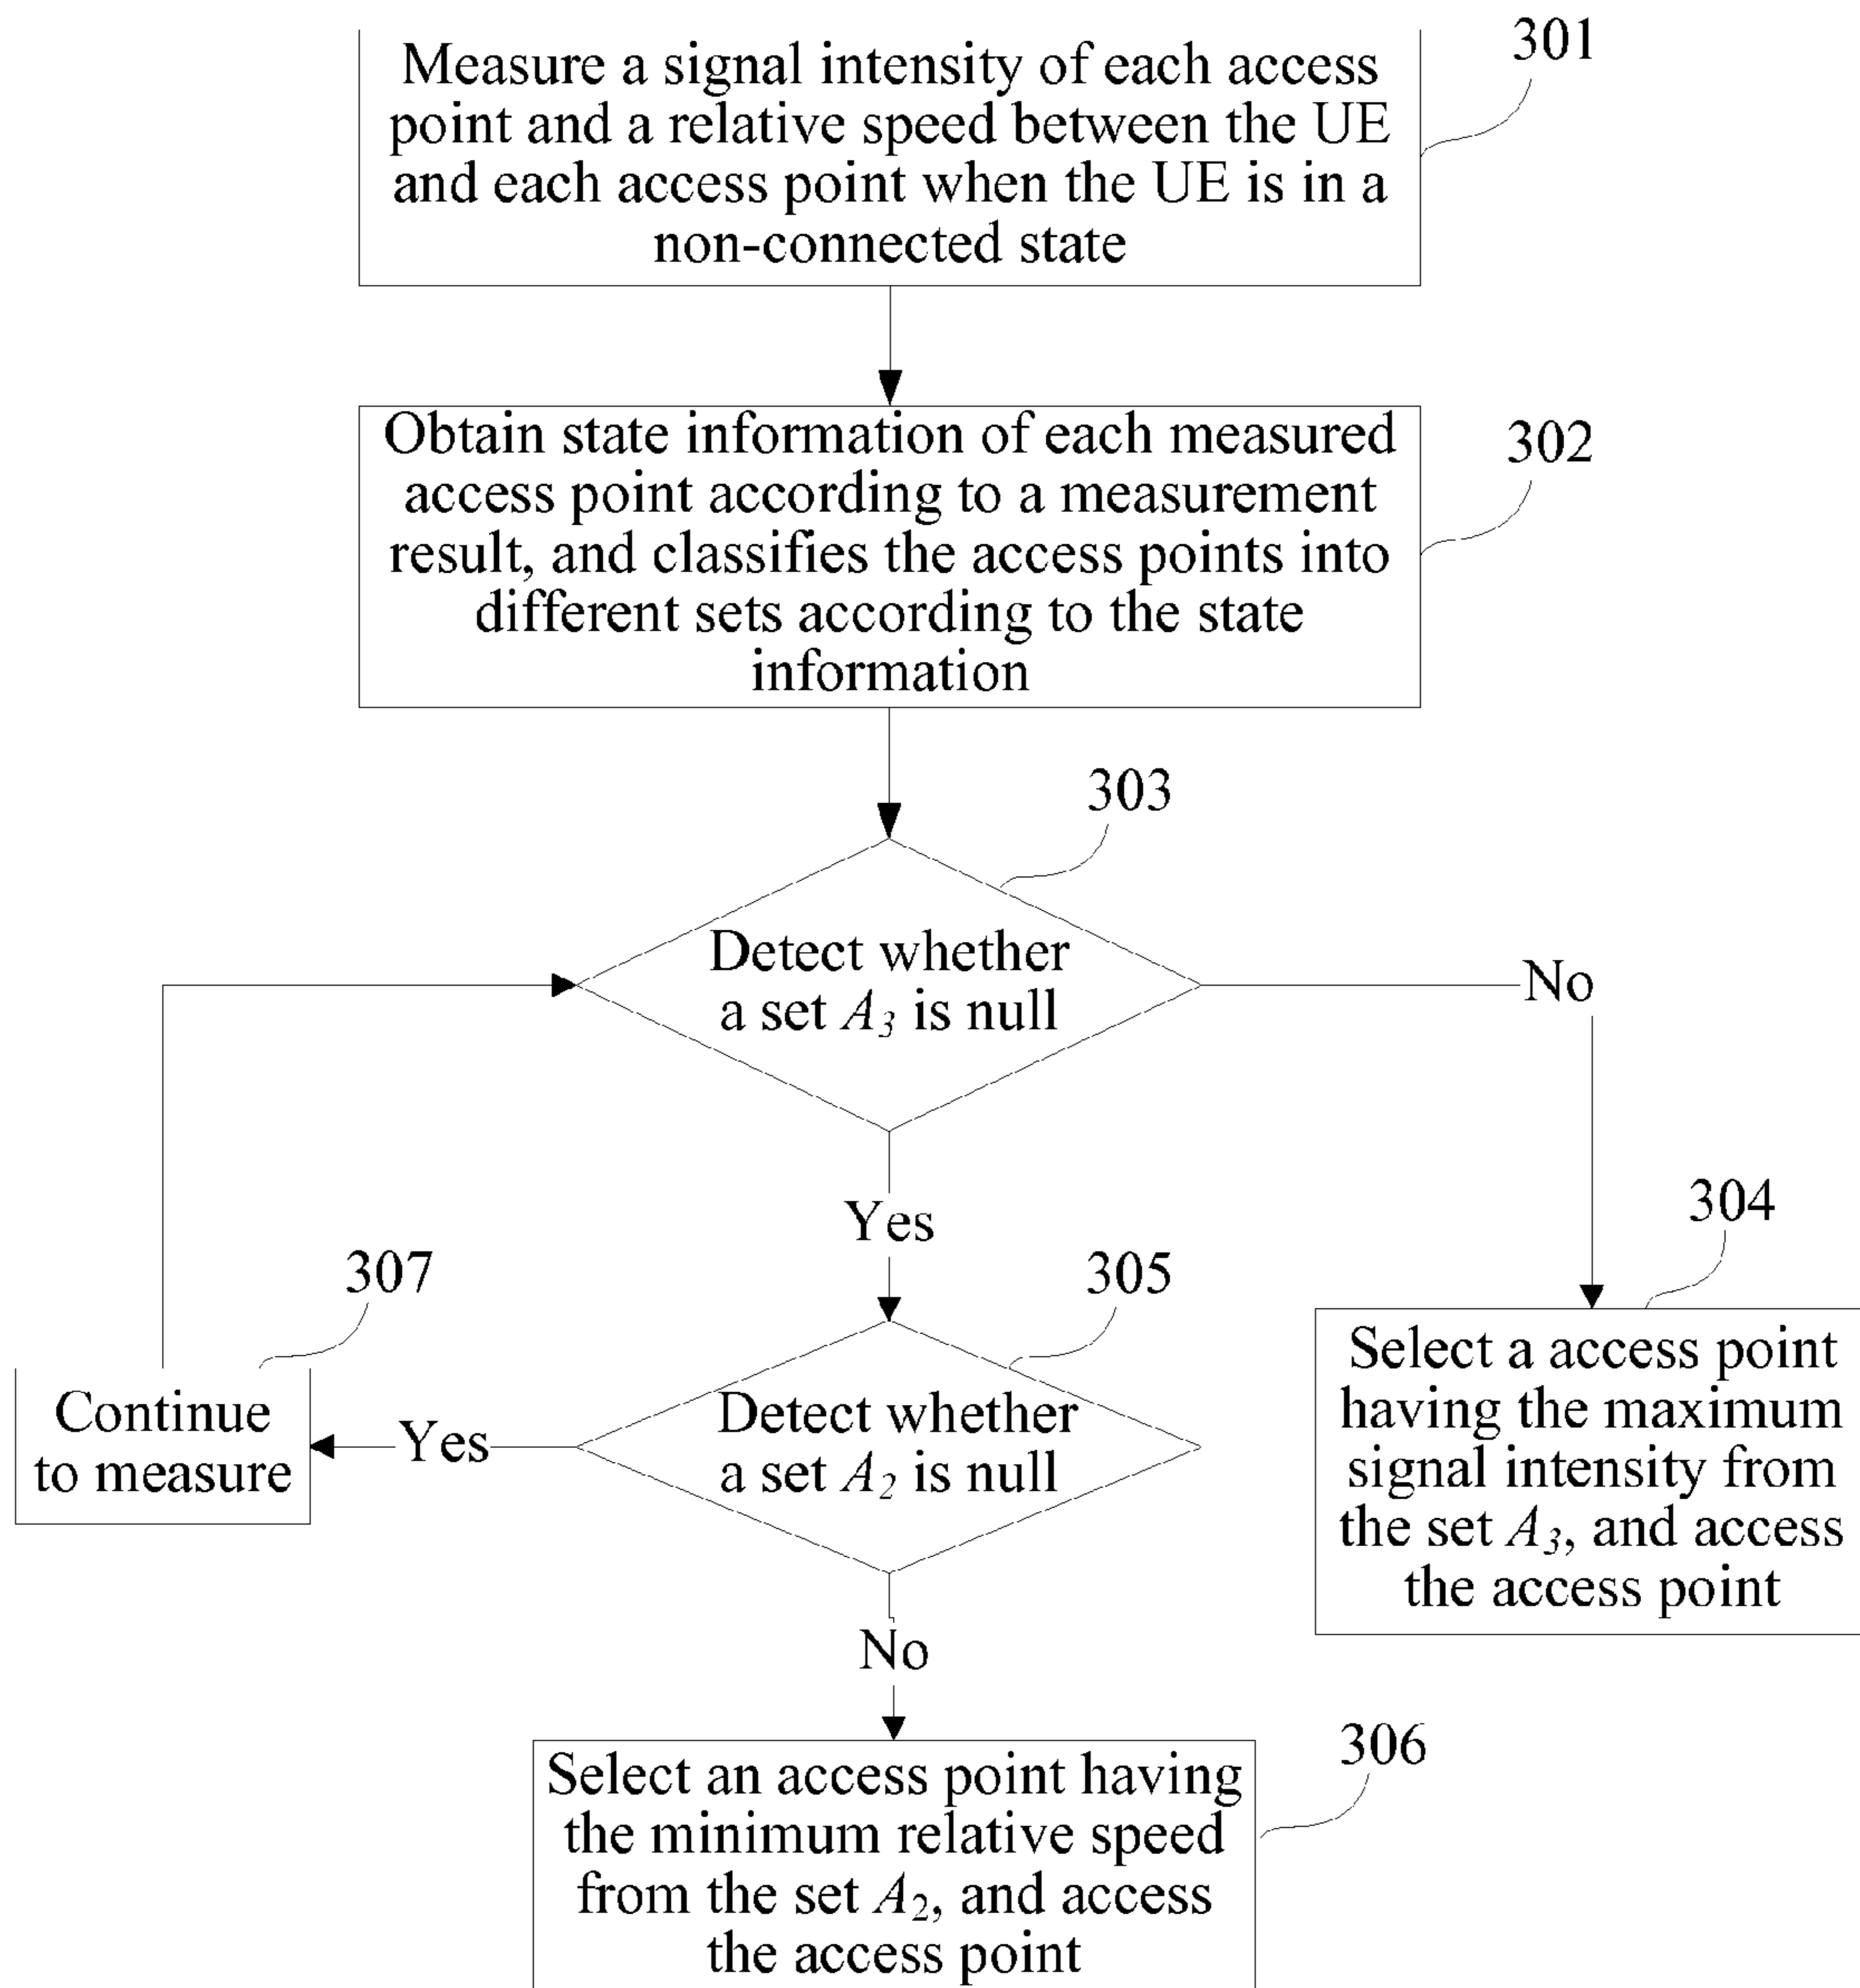 301
Measure a signal intensity of each access
point and a relative speed between the UE
and each access point when the UE is in a
non-connected state
302
Obtain state information of each measured
access point according to a measurement
result, and classifies the access points into
different sets according to the state
information
303
Detect whether
a set A3 is null
No
Yes
304
Select a access point
having the maximum
signal intensity from
the set A3, and access
the access point
305
Detect whether
a set A2 is null
Yes
307
Continue
to measure
No
306
Select an access point having
the minimum relative speed
from the set A2, and access
the access point